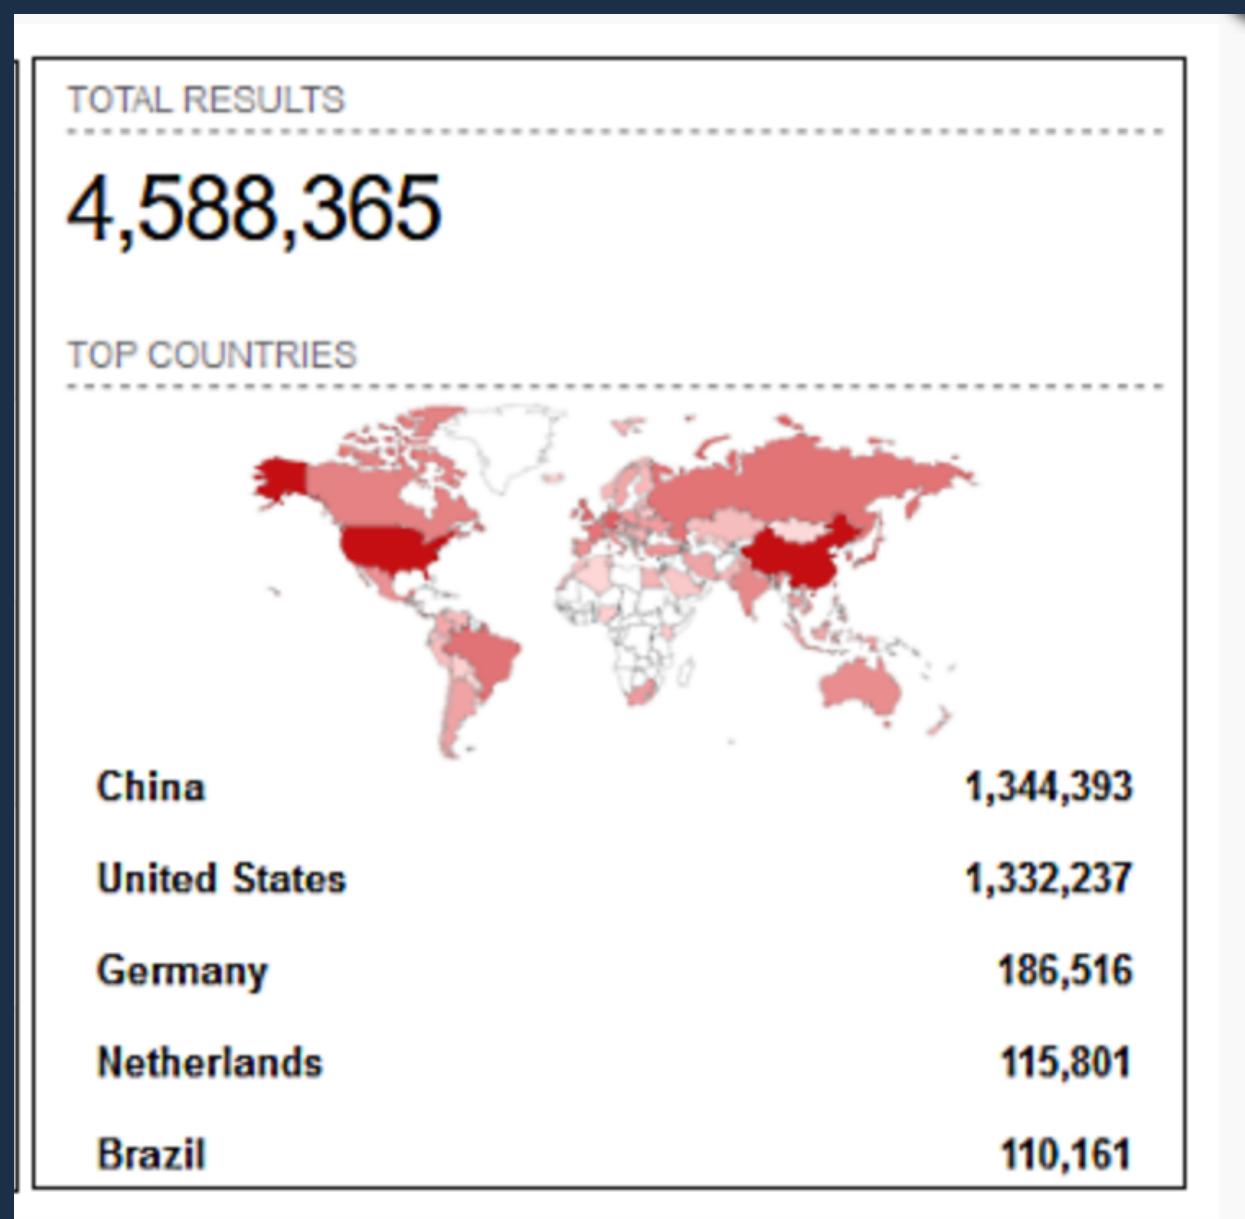 TOTAL RESULTS
4,588,365
TOP COUNTRIES
China 1,344,393
United States 1,332,237
Germany 186,516
Netherlands 115,801
Brazil 110,161